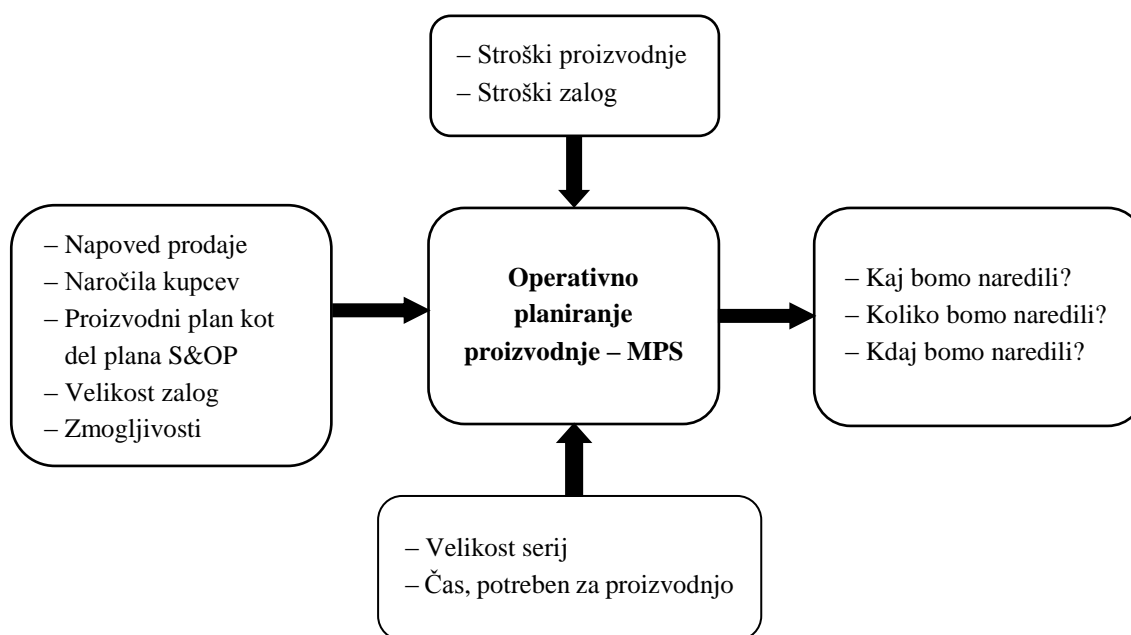 – Stroški proizvodnje
– Stroški zalog
– Napoved prodaje
– Naročila kupcev
– Proizvodni plan kot
del plana S&OP
– Velikost zalog
– Zmogljivosti
Operativno
planiranje
proizvodnje – MPS
– Kaj bomo naredili?
– Koliko bomo naredili?
– Kdaj bomo naredili?
– Velikost serij
– Čas, potreben za proizvodnjo